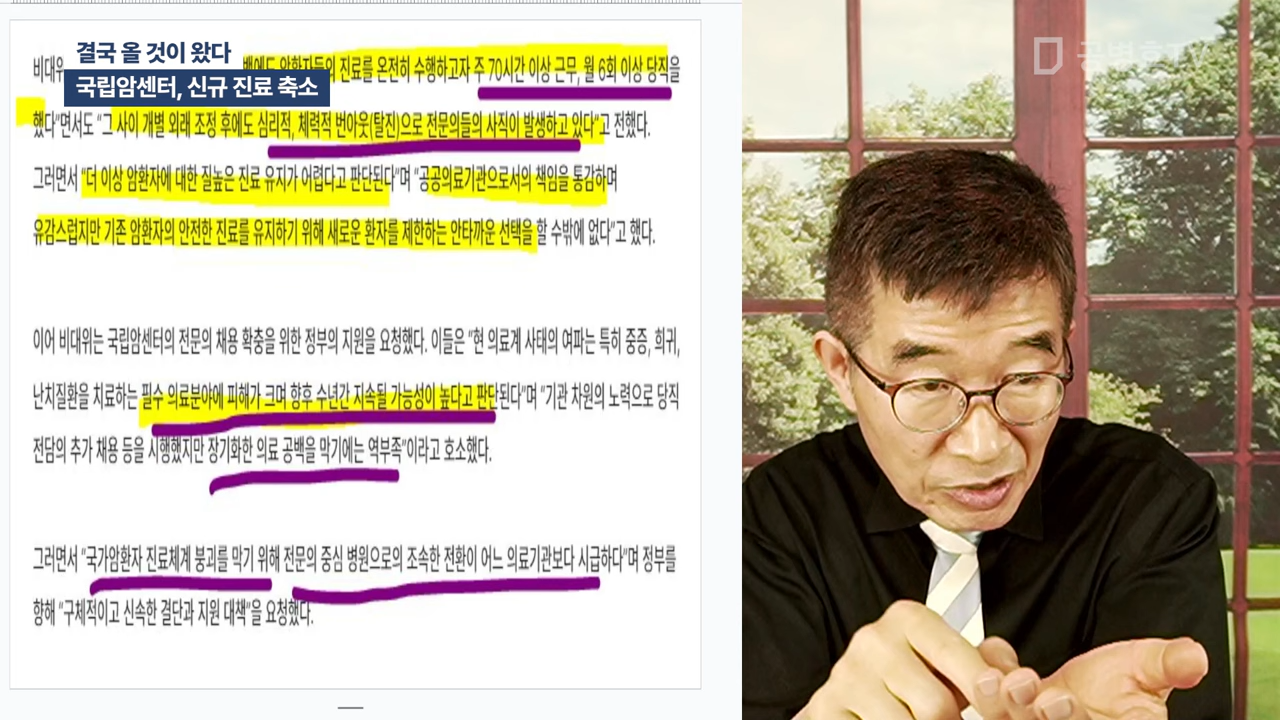 결국 올 것이 왔다
국립암센터, 신규 진료 축소
공병호TV
비대위 백에도 암환자들의 진료를 온전히 수행하고자 주 70시간 이상 근무, 월 6회 이상 당직을
했다"면서도 "그 사이 개별 외래 조정 후에도 심리적, 체력적 번아웃(탈진)으로 전문의들의 사직이 발생하고 있다"고 전했다.
그러면서 "더 이상 암환자에 대한 질높은 진료 유지가 어렵다고 판단된다"며 "공공의료기관으로서의 책임을 통감하며
유감스럽지만 기존 암환자의 안전한 진료를 유지하기 위해 새로운 환자를 제한하는 안타까운 선택을 할 수밖에 없다"고 했다.
이어 비대위는 국립암센터의 전문의 채용 확충을 위한 정부의 지원을 요청했다. 이들은 "현 의료계 사태의 여파는 특히 중증, 희귀,
난치질환을 치료하는 필수 의료분야에 피해가 크며 향후 수년간 지속될 가능성이 높다고 판단된다"며 "기관 차원의 노력으로 당직
전담의 추가 채용 등을 시행했지만 장기화한 의료 공백을 막기에는 역부족"이라고 호소했다.
그러면서 "국가암환자 진료체계 붕괴를 막기 위해 전문의 중심 병원으로의 조속한 전환이 어느 의료기관보다 시급하다"며 정부를
향해 "구체적이고 신속한 결단과 지원 대책"을 요청했다.